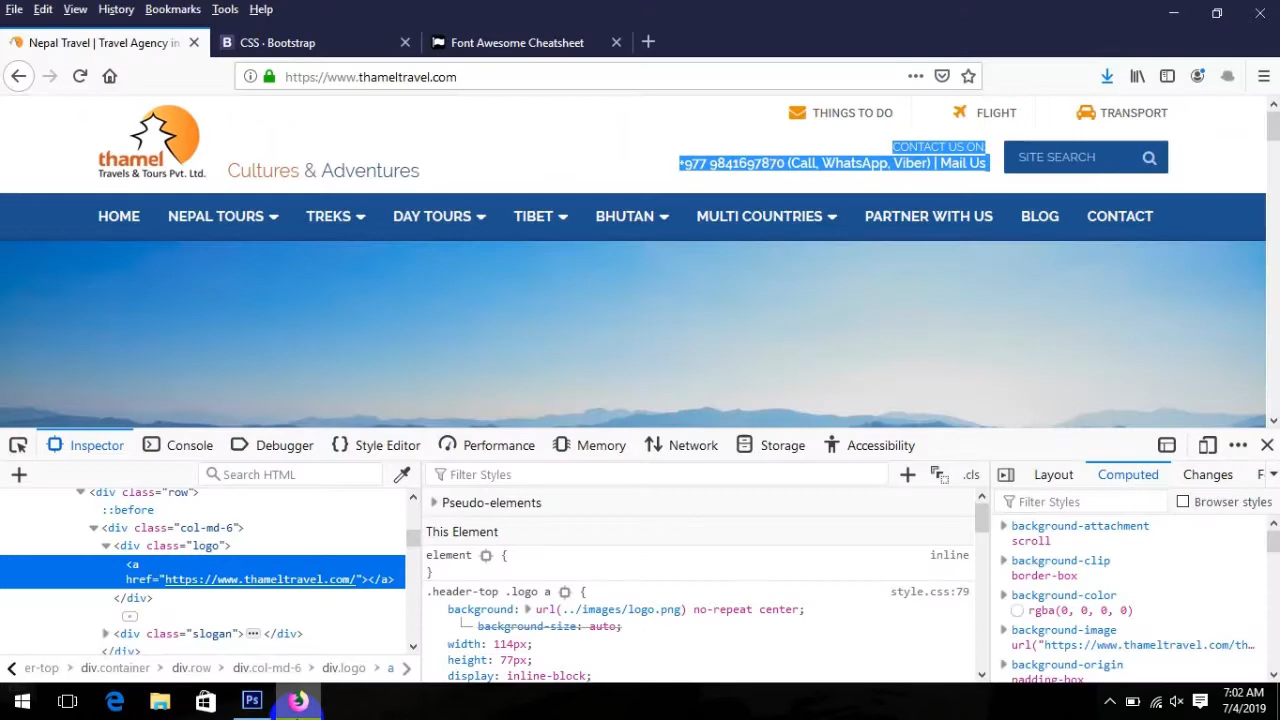 File Edit View History Bookmarks Tools Help
Nepal Travel | Travel Agency in
CSS · Bootstrap
Font Awesome Cheatsheet
https://www.thameltravel.com
THINGS TO DO FLIGHT TRANSPORT
thamel
Travels & Tours Pvt. Ltd.
Cultures & Adventures
CONTACT US ON:
+977 9841697870 (Call, WhatsApp, Viber) | Mail Us
SITE SEARCH
HOME NEPAL TOURS TREKS DAY TOURS TIBET BHUTAN MULTI COUNTRIES PARTNER WITH US BLOG CONTACT
Inspector Console Debugger Style Editor Performance Memory Network Storage Accessibility
Search HTML
<div class="row">
::before
<div class="col-md-6">
<div class="logo">
<a
href="https://www.thameltravel.com/"></a>
</div>
<div class="slogan"> </div>
</div>
er-top div.container div.row div.col-md-6 div.logo a
Filter Styles .cls
Pseudo-elements
This Element
element { inline
}
.header-top .logo a { style.css:79
background: url(../images/logo.png) no-repeat center;
background-size: auto;
width: 114px;
height: 77px;
display: inline-block;
Layout Computed Changes F
Filter Styles Browser styles
background-attachment
scroll
background-clip
border-box
background-color
rgba(0, 0, 0, 0)
background-image
url("https://www.thameltravel.com/th…
background-origin
padding-box
Ps
7:02 AM
7/4/2019